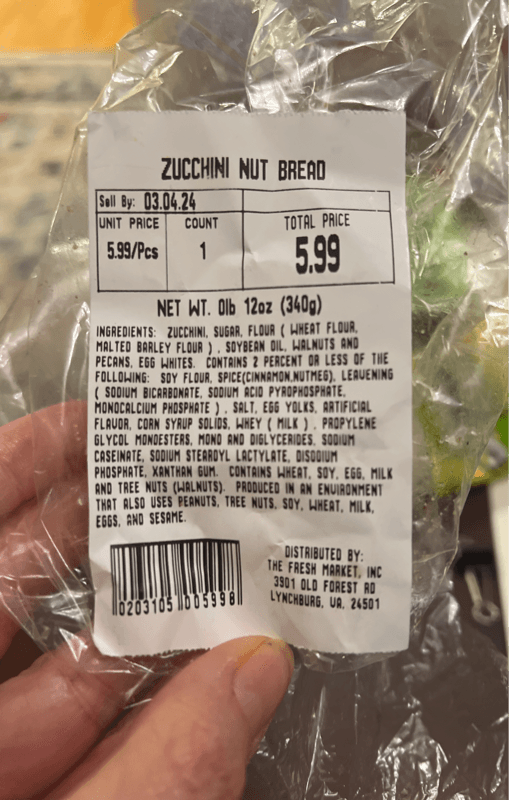 ZUCCHINI NUT BREAD
Sell By: 03.04.24
UNIT PRICE COUNT TOTAL PRICE
5.99/Pcs 1 5.99
NET WT. 0lb 12oz (340g)
INGREDIENTS: ZUCCHINI, SUGAR, FLOUR ( WHEAT FLOUR,
MALTED BARLEY FLOUR ), SOYBEAN OIL, WALNUTS AND
PECANS, EGG WHITES. CONTAINS 2 PERCENT OR LESS OF THE
FOLLOWING: SOY FLOUR, SPICE(CINNAMON,NUTMEG), LEAVENING
( SODIUM BICARBONATE, SODIUM ACID PYROPHOSPHATE,
MONOCALCIUM PHOSPHATE ), SALT, EGG YOLKS, ARTIFICIAL
FLAVOR, CORN SYRUP SOLIDS, WHEY ( MILK ), PROPYLENE
GLYCOL MONOESTERS, MONO AND DIGLYCERIDES, SODIUM
CASEINATE, SODIUM STEAROYL LACTYLATE, DISODIUM
PHOSPHATE, XANTHAN GUM. CONTAINS WHEAT, SOY, EGG, MILK
AND TREE NUTS (WALNUTS). PRODUCED IN AN ENVIRONMENT
THAT ALSO USES PEANUTS, TREE NUTS, SOY, WHEAT, MILK,
EGGS, AND SESAME.
DISTRIBUTED BY:
THE FRESH MARKET, INC
3901 OLD FOREST RD
LYNCHBURG, VA. 24501
0203105 005998